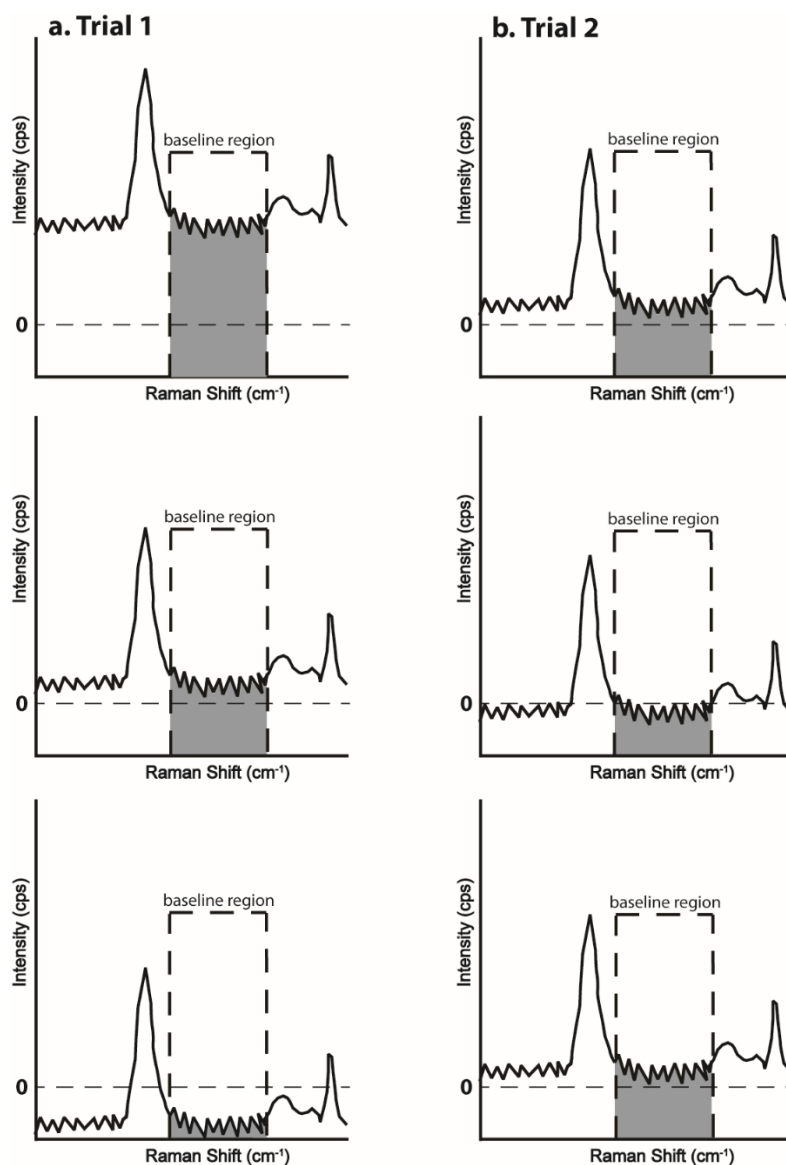 a. Trial 1
b. Trial 2
baseline region
Intensity (cps)
0
Raman Shift (cm⁻¹)
baseline region
Intensity (cps)
0
Raman Shift (cm⁻¹)
baseline region
Intensity (cps)
0
Raman Shift (cm⁻¹)
baseline region
Intensity (cps)
0
Raman Shift (cm⁻¹)
baseline region
Intensity (cps)
0
Raman Shift (cm⁻¹)
baseline region
Intensity (cps)
0
Raman Shift (cm⁻¹)